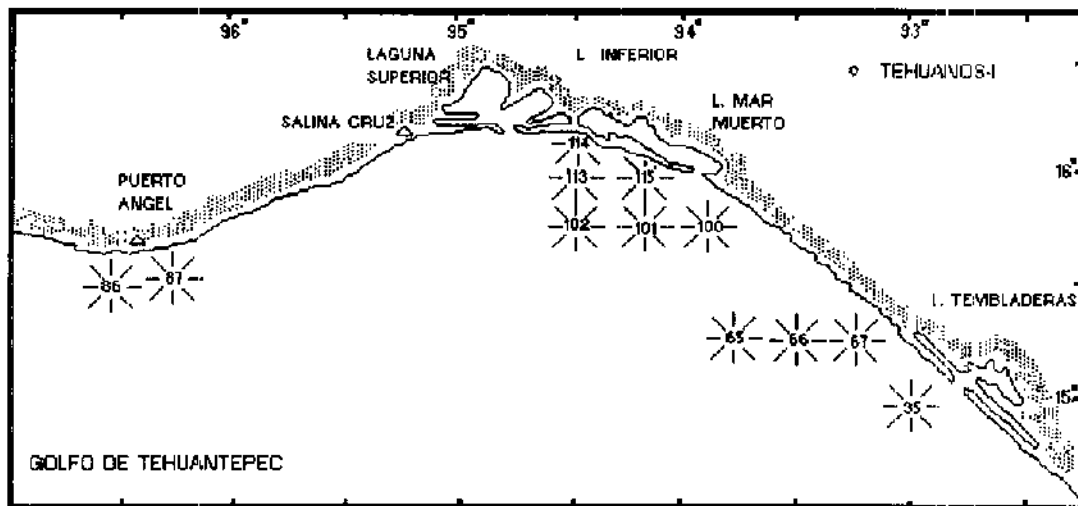 96° 95° 94° 93°
LAGUNA SUPERIOR
L INFERIOR
TEHUANOS-I
L. MAR MUERTO
SALINA CRUZ
16°
PUERTO ANGEL
114
113 115
102 101 100
86 87
L. TEMBLADERAS
65 66 67
15°
35
GOLFO DE TEHUANTEPEC